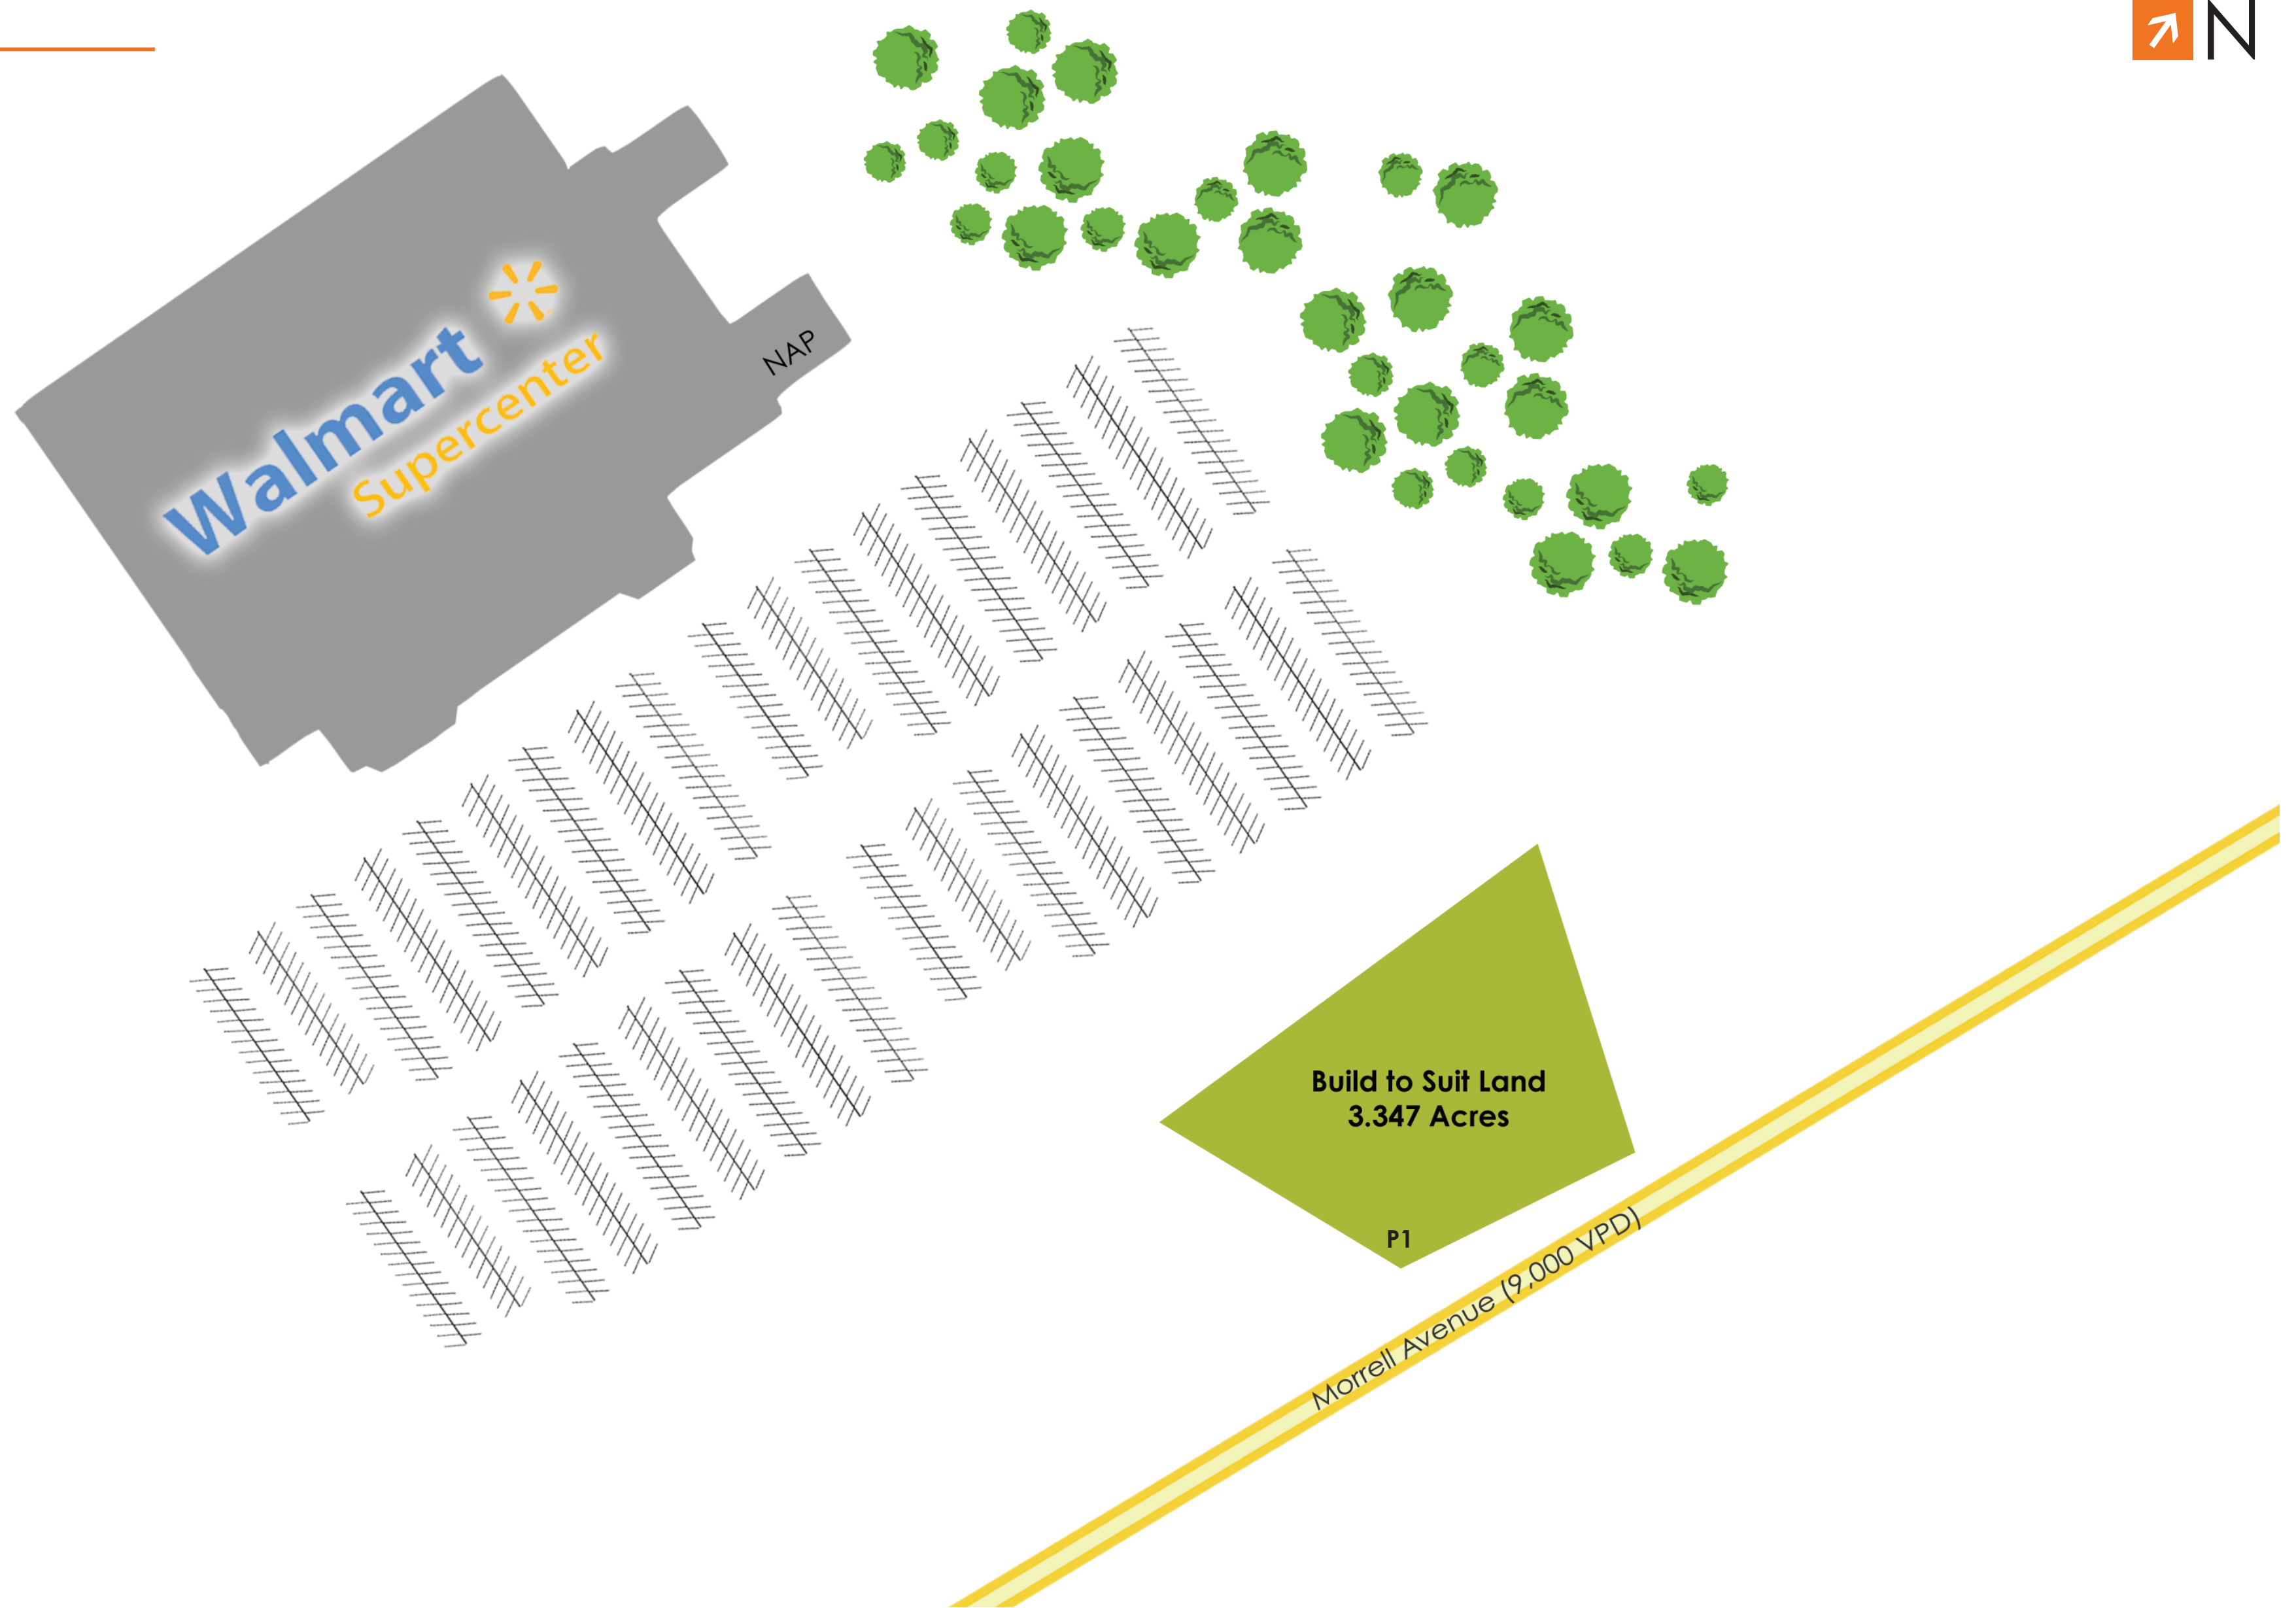 N
Walmart
Supercenter
NAP
Build to Suit Land
3.347 Acres
P1
Morrell Avenue (9,000 VPD)